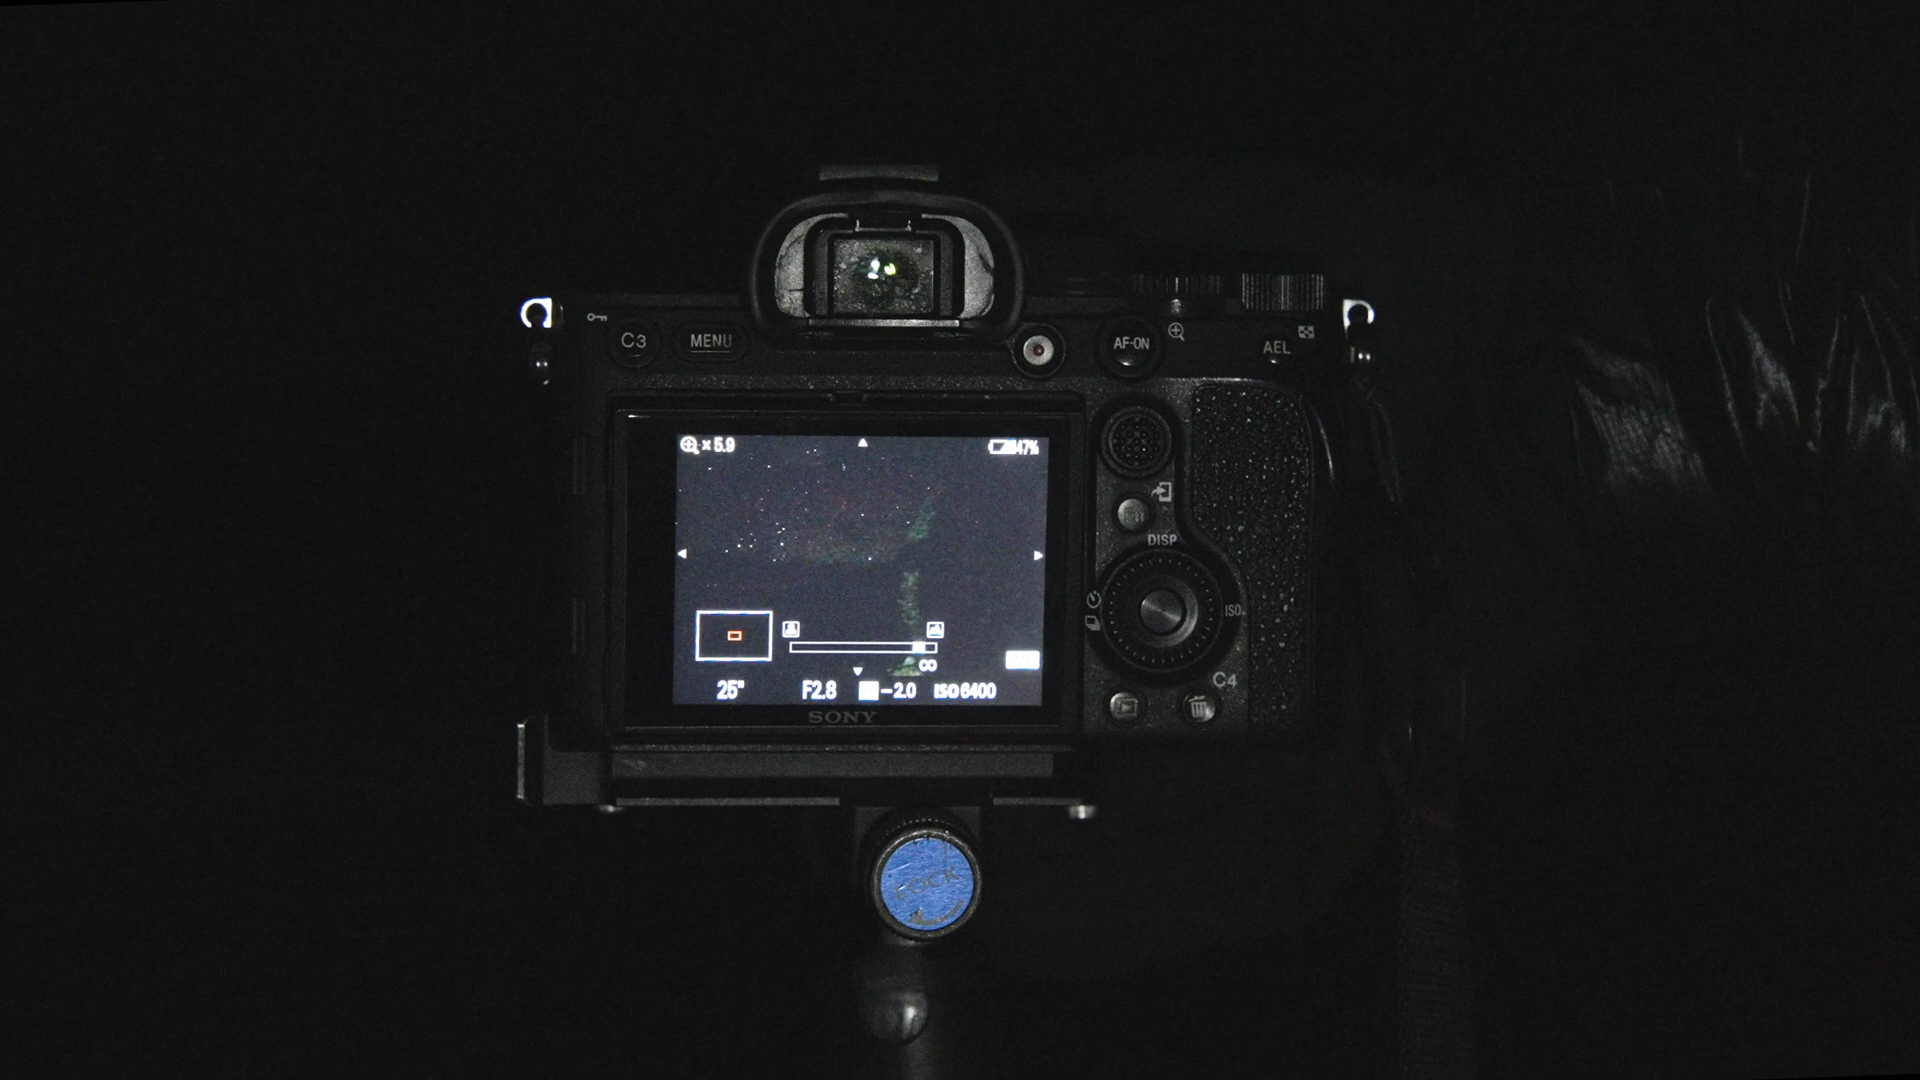 C3 MENU AF-ON AEL
× 5.9 47%
DISP
ISO
∞
25" F2.8 −2.0 ISO 6400
C4
SONY
LOCK